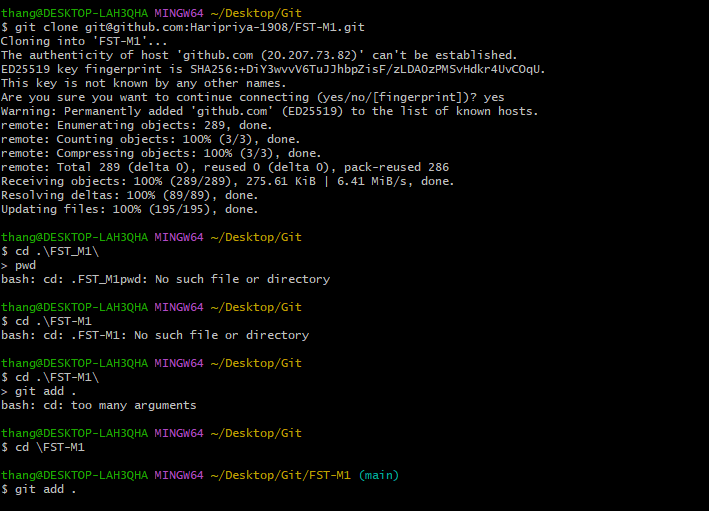 thang@DESKTOP-LAH3QHA MINGW64 ~/Desktop/Git
$ git clone git@github.com:Haripriya-1908/FST-M1.git
Cloning into 'FST-M1'...
The authenticity of host 'github.com (20.207.73.82)' can't be established.
ED25519 key fingerprint is SHA256:+DiY3wvvV6TuJJhbpZisF/zLDAOzPMSvHdkr4UvCOQU.
This key is not known by any other names.
Are you sure you want to continue connecting (yes/no/[fingerprint])? yes
Warning: Permanently added 'github.com' (ED25519) to the list of known hosts.
remote: Enumerating objects: 289, done.
remote: Counting objects: 100% (3/3), done.
remote: Compressing objects: 100% (3/3), done.
remote: Total 289 (delta 0), reused 0 (delta 0), pack-reused 286
Receiving objects: 100% (289/289), 275.61 KiB | 6.41 MiB/s, done.
Resolving deltas: 100% (89/89), done.
Updating files: 100% (195/195), done.
thang@DESKTOP-LAH3QHA MINGW64 ~/Desktop/Git
$ cd .\FST_M1\
> pwd
bash: cd: .FST_M1pwd: No such file or directory
thang@DESKTOP-LAH3QHA MINGW64 ~/Desktop/Git
$ cd .\FST-M1
bash: cd: .FST-M1: No such file or directory
thang@DESKTOP-LAH3QHA MINGW64 ~/Desktop/Git
$ cd .\FST-M1\
> git add .
bash: cd: too many arguments
thang@DESKTOP-LAH3QHA MINGW64 ~/Desktop/Git
$ cd \FST-M1
thang@DESKTOP-LAH3QHA MINGW64 ~/Desktop/Git/FST-M1 (main)
$ git add .